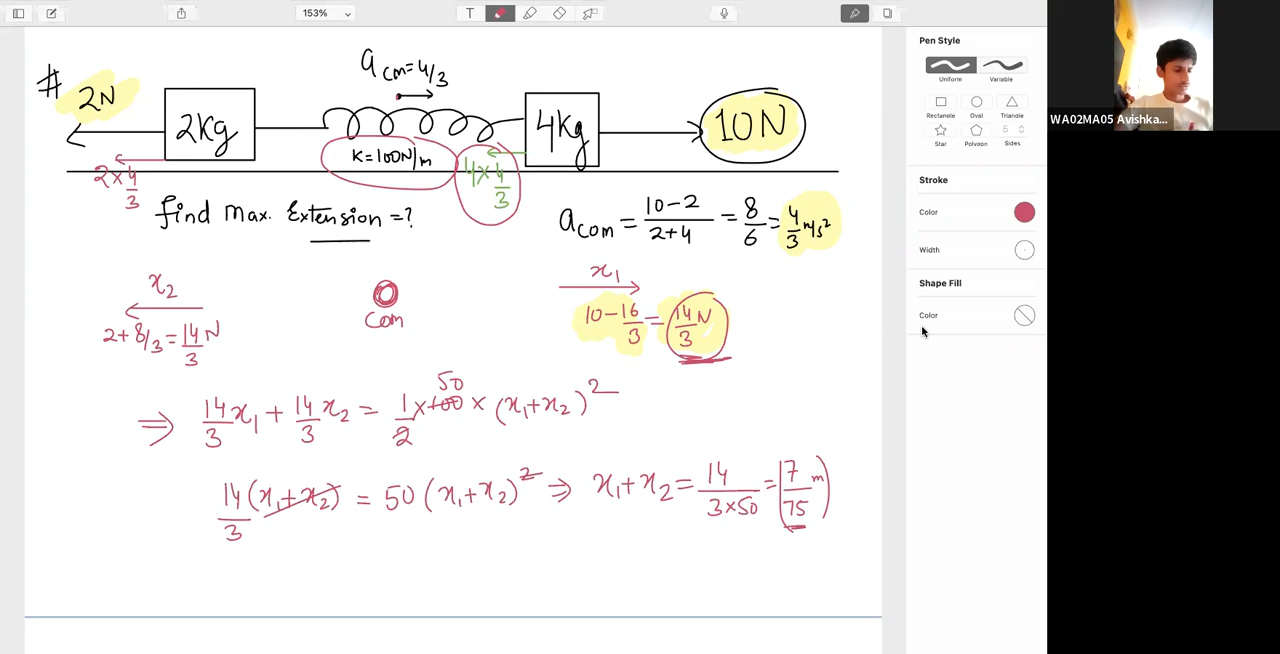 153%
T
Pen Style
Uniform Variable
Rectangle Oval Triangle
Star Polygon 5 Sides
Stroke
Color
Width
Shape Fill
Color
WA02MA05 Avishka...
# 2N 2Kg a cm = 4/3 4kg 10N
K=100N/m
2×4/3 4×4/3
find Max. Extension =?
a com = 10-2/2+4 = 8/6 = 4/3 m/s²
x₂ com x₁
2+8/3 = 14/3 N 10-16/3 = 14/3 N
50
⇒ 14/3 x₁ + 14/3 x₂ = 1/2 × 100 × (x₁+x₂)²
14/3 (x₁+x₂) = 50 (x₁+x₂)² ⇒ x₁+x₂ = 14/3×50 = 7/75 m